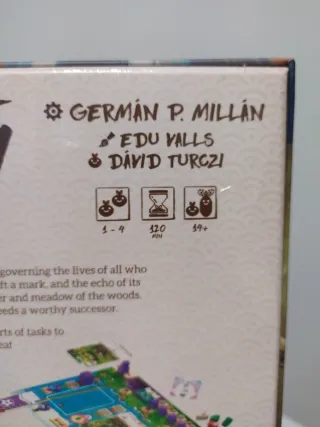 GERMÁN P. MILLÁN
EDU VALLS
DÁVID TURCZI
1 - 4
120
MIN
14+
governing the lives of all who
ft a mark, and the echo of its
er and meadow of the woods.
eeds a worthy successor.
rts of tasks to
eat